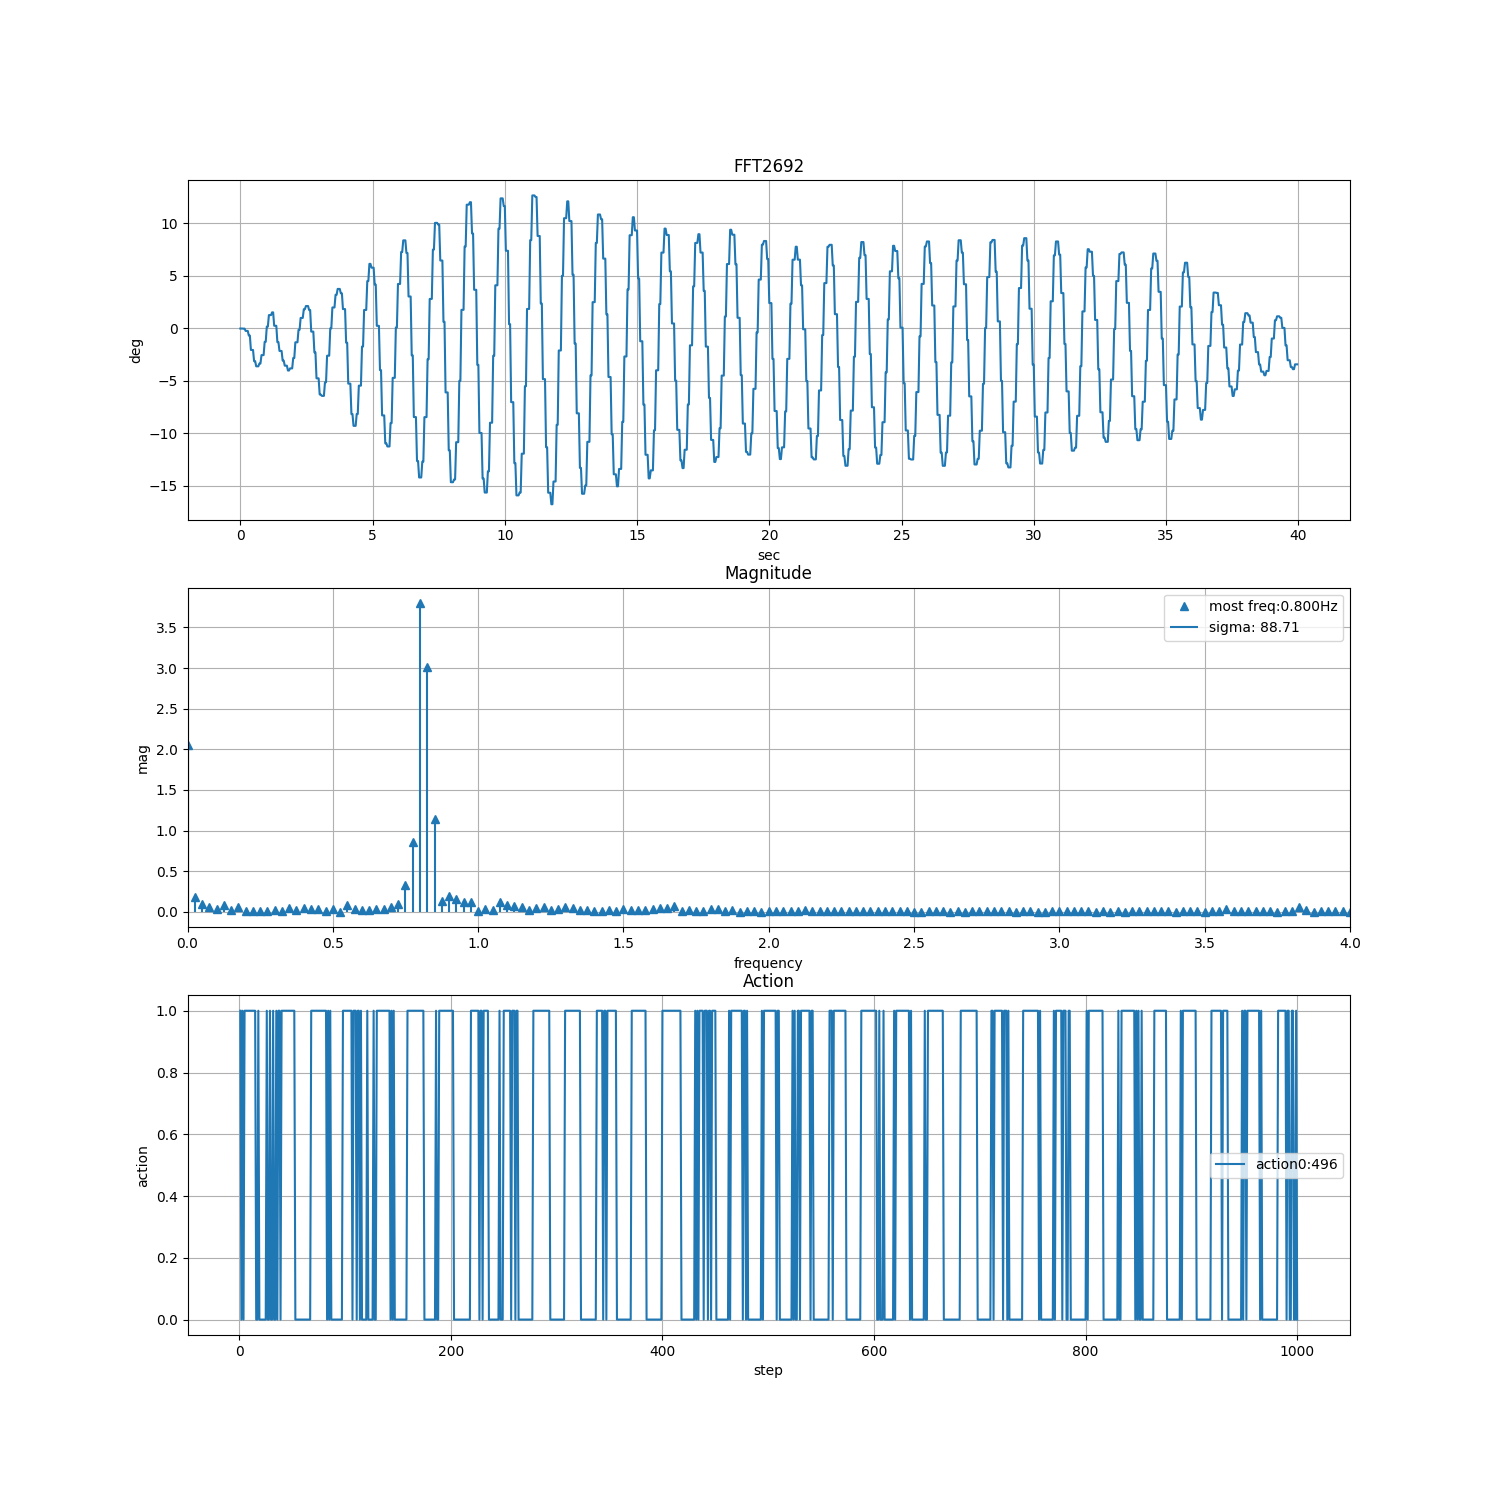 FFT2692
10
5
0
−5
−10
−15
deg
0 5 10 15 20 25 30 35 40
sec
Magnitude
most freq:0.800Hz
sigma: 88.71
3.5
3.0
2.5
2.0
1.5
1.0
0.5
0.0
mag
0.0 0.5 1.0 1.5 2.0 2.5 3.0 3.5 4.0
frequency
Action
1.0
0.8
0.6
0.4
0.2
0.0
action
action0:496
0 200 400 600 800 1000
step